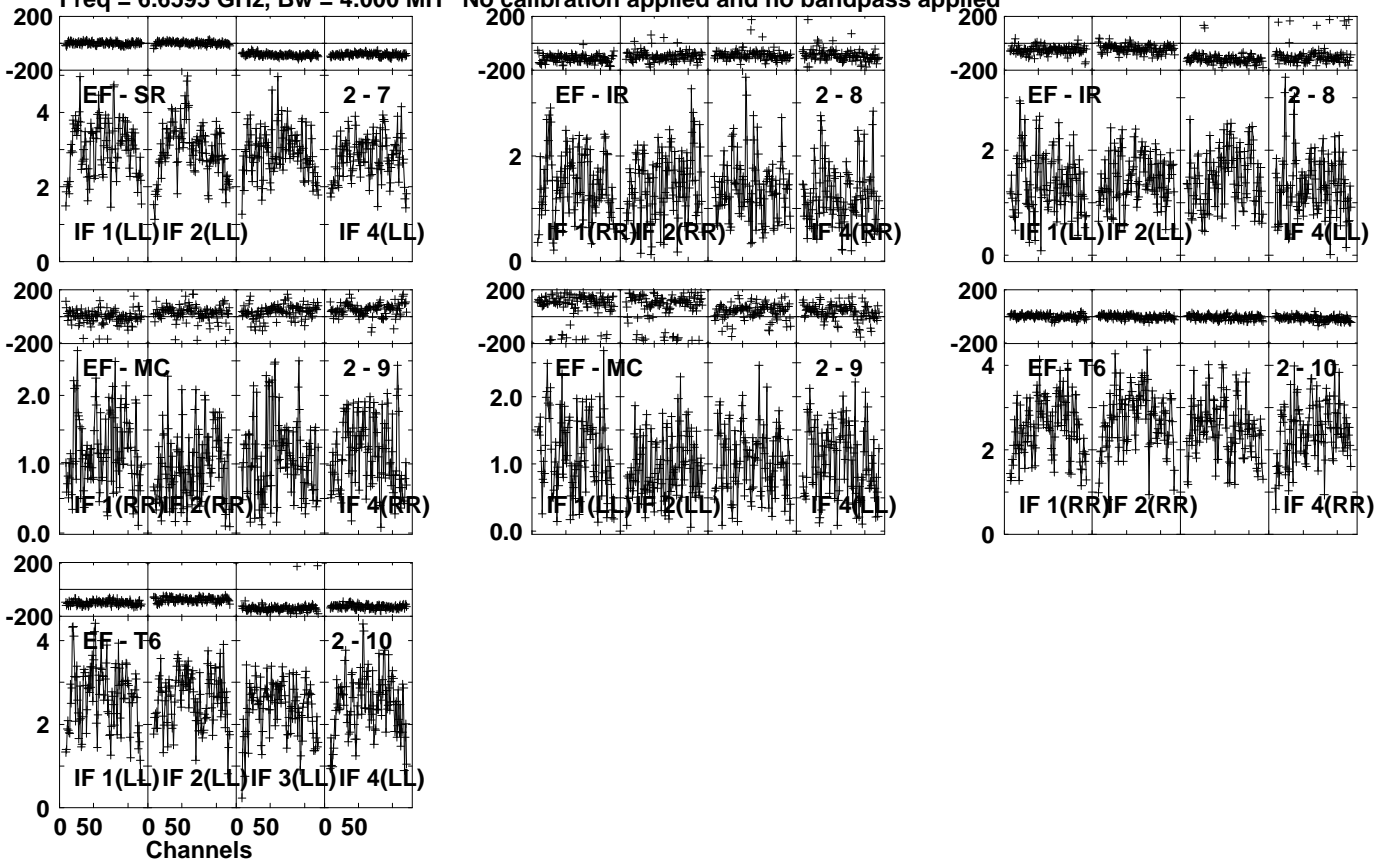 Freq = 6.6593 GHz, Bw = 4.000 MH No calibration applied and no bandpass applied
200
-200
EF - SR
2 - 7
4
2
0
IF 1(LL)
IF 2(LL)
IF 4(LL)
200
-200
EF - IR
2 - 8
2
0
IF 1(RR)
IF 2(RR)
IF 4(RR)
200
-200
EF - IR
2 - 8
2
0
IF 1(LL)
IF 2(LL)
IF 4(LL)
200
-200
EF - MC
2 - 9
2.0
1.0
0.0
IF 1(RR)
IF 2(RR)
IF 4(RR)
200
-200
EF - MC
2 - 9
2.0
1.0
0.0
IF 1(LL)
IF 2(LL)
IF 4(LL)
200
-200
EF - T6
2 - 10
4
2
0
IF 1(RR)
IF 2(RR)
IF 4(RR)
200
-200
EF - T6
2 - 10
4
2
0
IF 1(LL)
IF 2(LL)
IF 3(LL)
IF 4(LL)
0 50 0 50 0 50 0 50
Channels